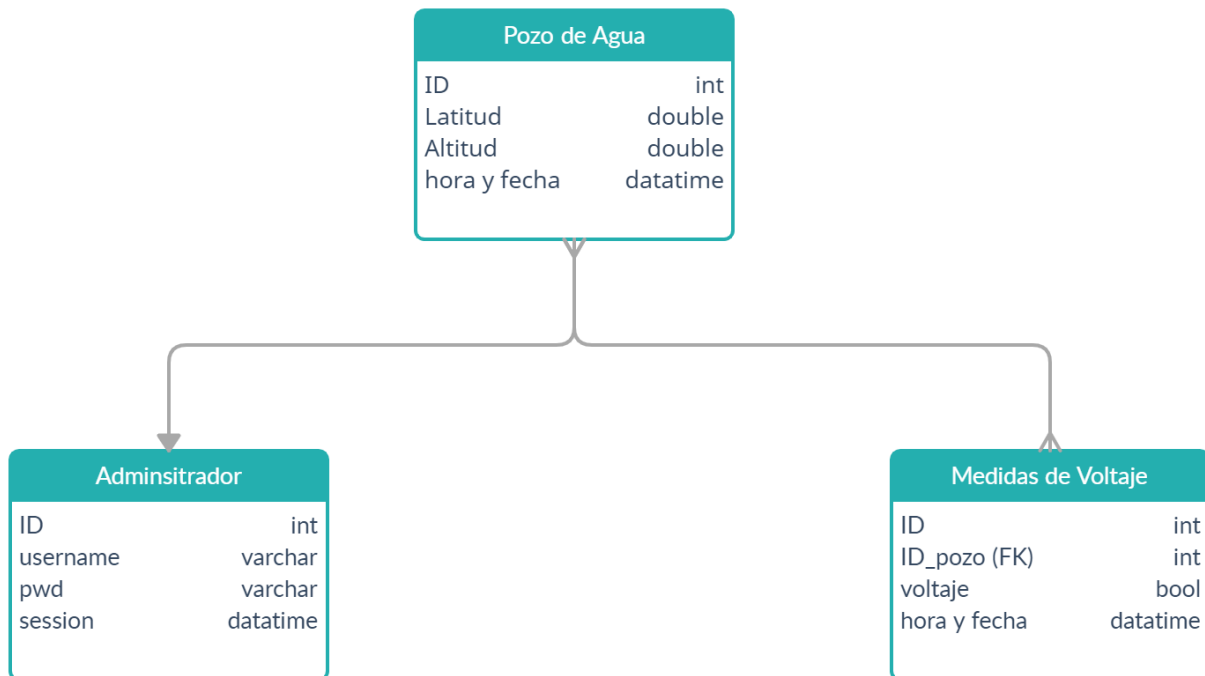 Pozo de Agua
ID int
Latitud double
Altitud double
hora y fecha datatime
Adminsitrador
ID int
username varchar
pwd varchar
session datatime
Medidas de Voltaje
ID int
ID_pozo (FK) int
voltaje bool
hora y fecha datatime